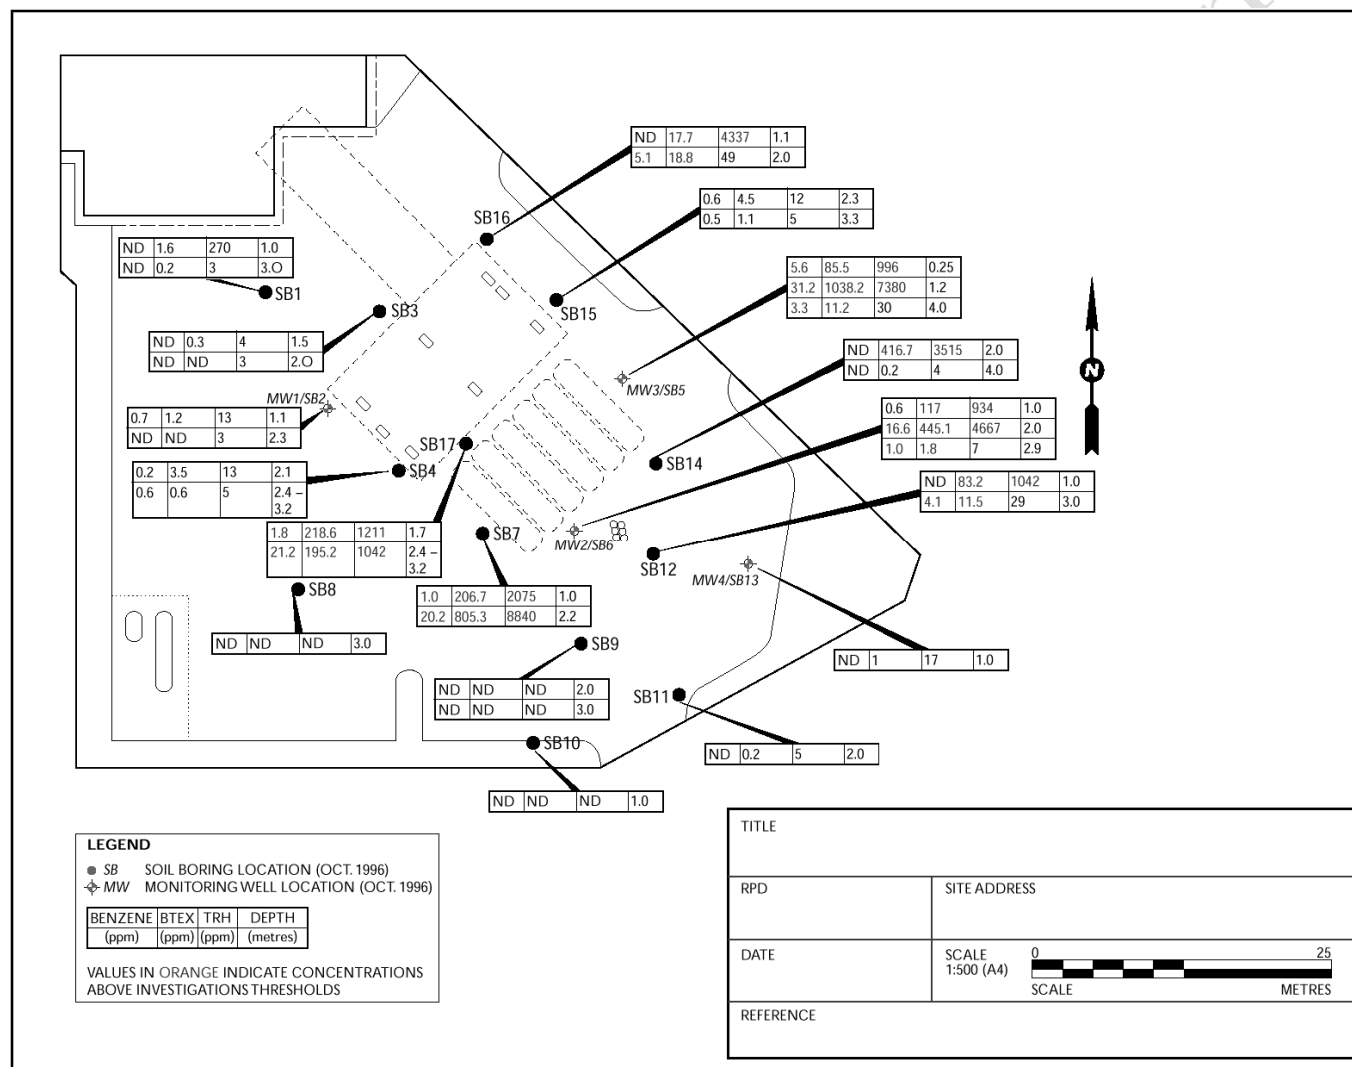 ND 17.7 4337 1.1
5.1 18.8 49 2.0
0.6 4.5 12 2.3
0.5 1.1 5 3.3
SB16
ND 1.6 270 1.0
ND 0.2 3 3.O
SB1
SB3
SB15
5.6 85.5 996 0.25
31.2 1038.2 7380 1.2
3.3 11.2 30 4.0
ND 0.3 4 1.5
ND ND 3 2.O
ND 416.7 3515 2.0
ND 0.2 4 4.0
N
MW3/SB5
MW1/SB2
0.7 1.2 13 1.1
ND ND 3 2.3
0.6 117 934 1.0
16.6 445.1 4667 2.0
1.0 1.8 7 2.9
SB17
SB14
SB4
0.2 3.5 13 2.1
0.6 0.6 5 2.4 –
3.2
ND 83.2 1042 1.0
4.1 11.5 29 3.0
1.8 218.6 1211 1.7
21.2 195.2 1042 2.4 –
3.2
SB7
MW2/SB6
SB12
MW4/SB13
SB8
1.0 206.7 2075 1.0
20.2 805.3 8840 2.2
ND ND ND 3.0
SB9
ND 1 17 1.0
ND ND ND 2.0
ND ND ND 3.0
SB11
SB10
ND 0.2 5 2.0
ND ND ND 1.0
LEGEND
SB SOIL BORING LOCATION (OCT. 1996)
MW MONITORING WELL LOCATION (OCT. 1996)
BENZENE BTEX TRH DEPTH
(ppm) (ppm) (ppm) (metres)
VALUES IN ORANGE INDICATE CONCENTRATIONS
ABOVE INVESTIGATIONS THRESHOLDS
TITLE
RPD
SITE ADDRESS
DATE
SCALE
1:500 (A4)
0 25
SCALE METRES
REFERENCE